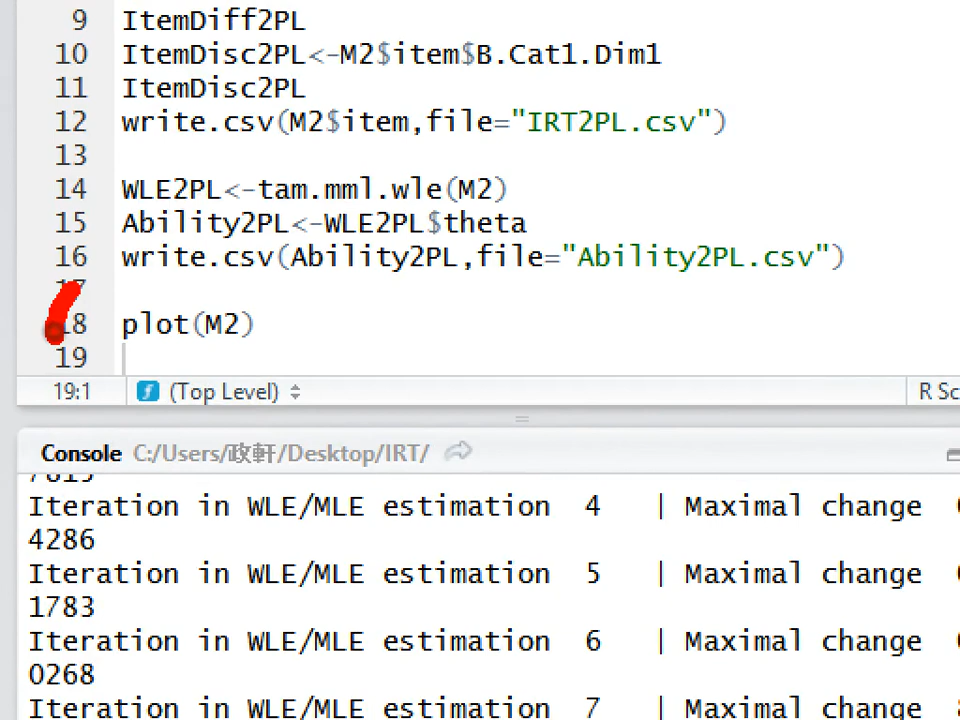 9 ItemDiff2PL
10 ItemDisc2PL<-M2$item$B.Cat1.Dim1
11 ItemDisc2PL
12 write.csv(M2$item,file="IRT2PL.csv")
13
14 WLE2PL<-tam.mml.wle(M2)
15 Ability2PL<-WLE2PL$theta
16 write.csv(Ability2PL,file="Ability2PL.csv")
17
18 plot(M2)
19
19:1 (Top Level) R Sc
Console C:/Users/政軒/Desktop/IRT/
Iteration in WLE/MLE estimation 4 | Maximal change
4286
Iteration in WLE/MLE estimation 5 | Maximal change
1783
Iteration in WLE/MLE estimation 6 | Maximal change
0268
Iteration in WLE/MLE estimation 7 | Maximal change